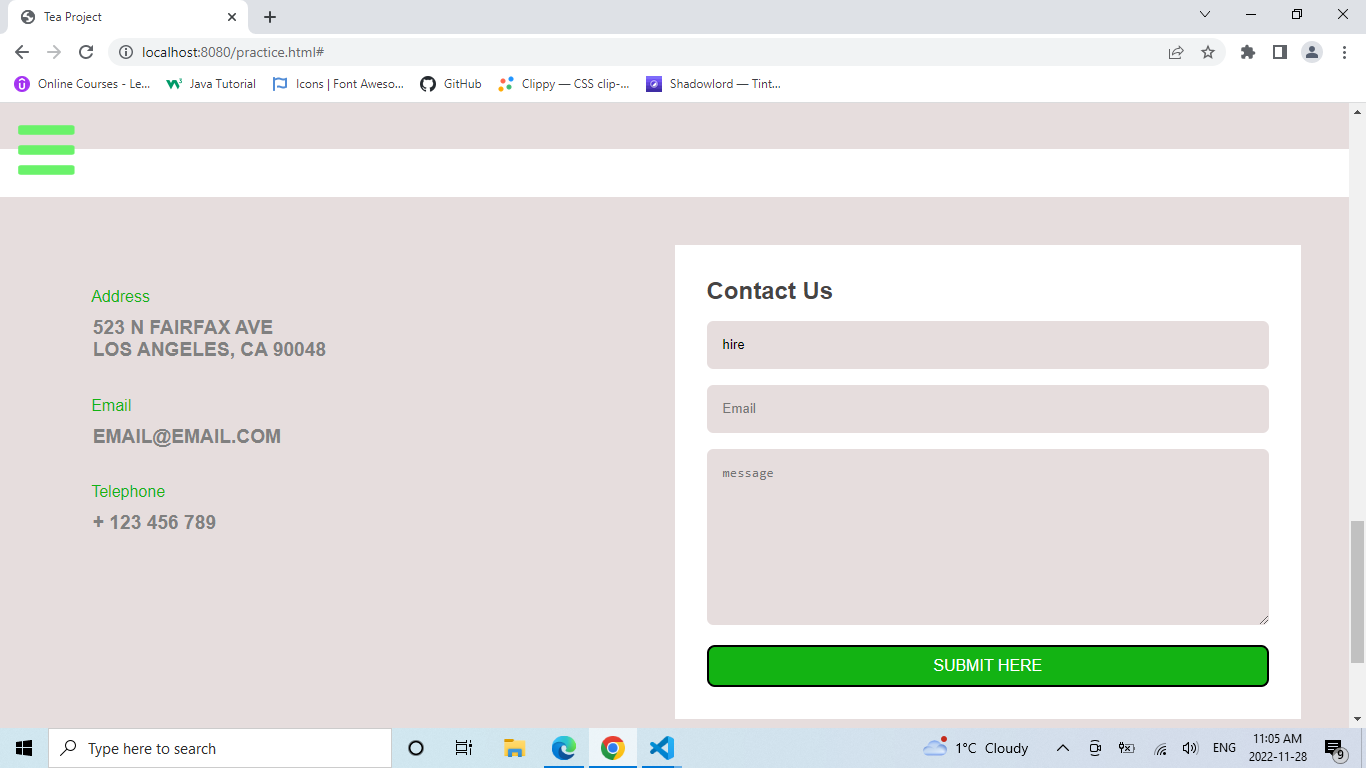 Tea Project
localhost:8080/practice.html#
Online Courses - Le...
Java Tutorial
Icons | Font Aweso...
GitHub
Clippy — CSS clip-...
Shadowlord — Tint...
Address
523 N FAIRFAX AVE
LOS ANGELES, CA 90048
Email
EMAIL@EMAIL.COM
Telephone
+ 123 456 789
Contact Us
hire
Email
message
SUBMIT HERE
Type here to search
1°C Cloudy
ENG
11:05 AM
2022-11-28
9